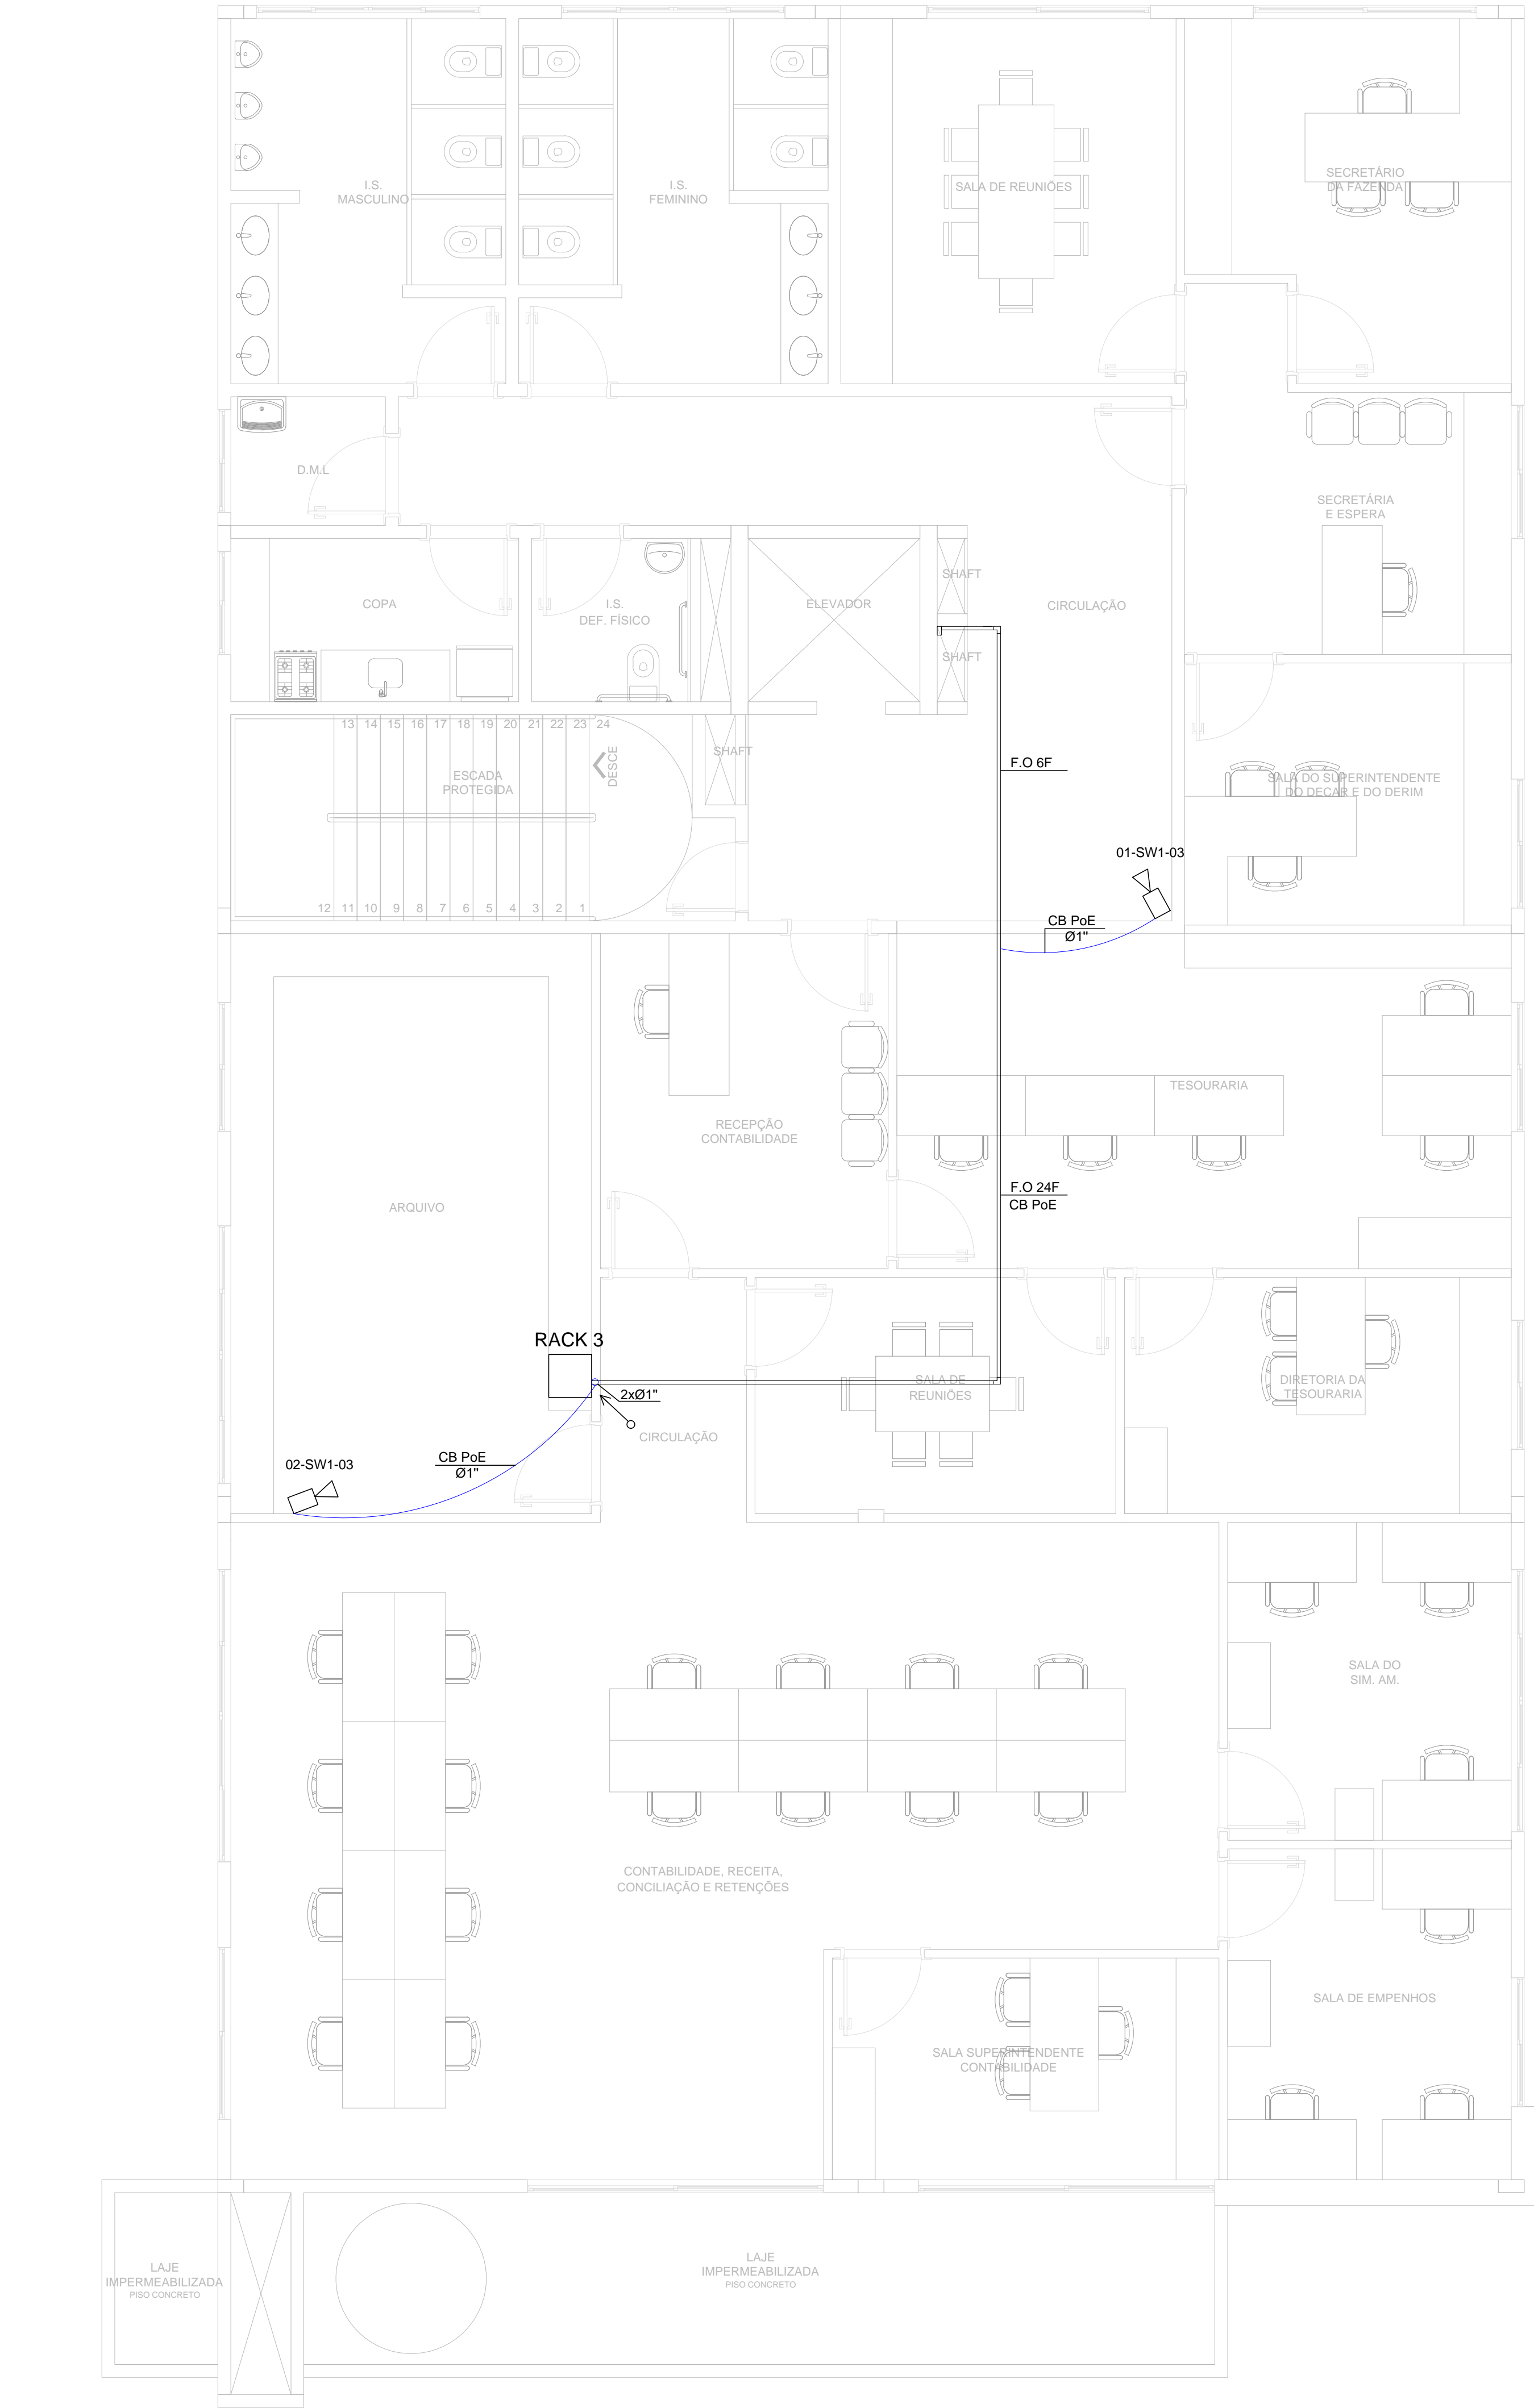 I.S.
MASCULINO
I.S.
FEMININO
SALA DE REUNIÕES
SECRETÁRIO
DA FAZENDA
D.M.L
SECRETÁRIA
E ESPERA
SHAFT
COPA
I.S.
DEF. FÍSICO
ELEVADOR
CIRCULAÇÃO
SHAFT
13 14 15 16 17 18 19 20 21 22 23 24
DESCE
SHAFT
ESCADA
PROTEGIDA
F.O 6F
SALA DO SUPERINTENDENTE
DO DECAR E DO DERIM
01-SW1-03
12 11 10 9 8 7 6 5 4 3 2 1
CB PoE
Ø1"
TESOURARIA
RECEPÇÃO
CONTABILIDADE
F.O 24F
CB PoE
ARQUIVO
RACK 3
2xØ1"
SALA DE
REUNIÕES
DIRETORIA DA
TESOURARIA
CIRCULAÇÃO
02-SW1-03
CB PoE
Ø1"
SALA DO
SIM. AM.
CONTABILIDADE, RECEITA,
CONCILIAÇÃO E RETENÇÕES
SALA DE EMPENHOS
SALA SUPERINTENDENTE
CONTABILIDADE
LAJE
IMPERMEABILIZADA
PISO CONCRETO
LAJE
IMPERMEABILIZADA
PISO CONCRETO